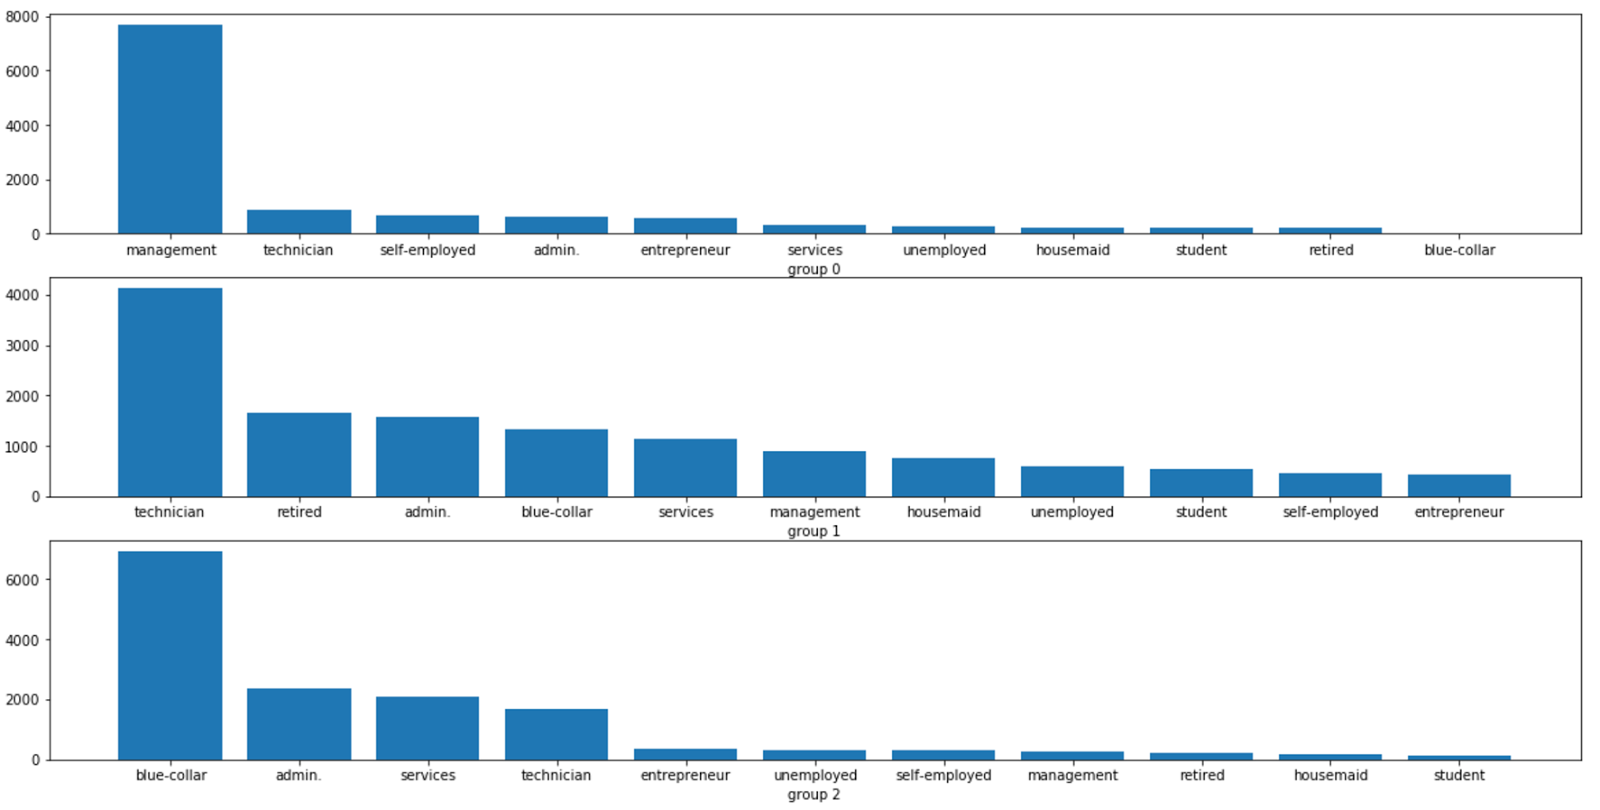 8000
6000
4000
2000
0
management technician self-employed admin. entrepreneur services unemployed housemaid student retired blue-collar
group 0
4000
3000
2000
1000
0
technician retired admin. blue-collar services management housemaid unemployed student self-employed entrepreneur
group 1
6000
4000
2000
0
blue-collar admin. services technician entrepreneur unemployed self-employed management retired housemaid student
group 2